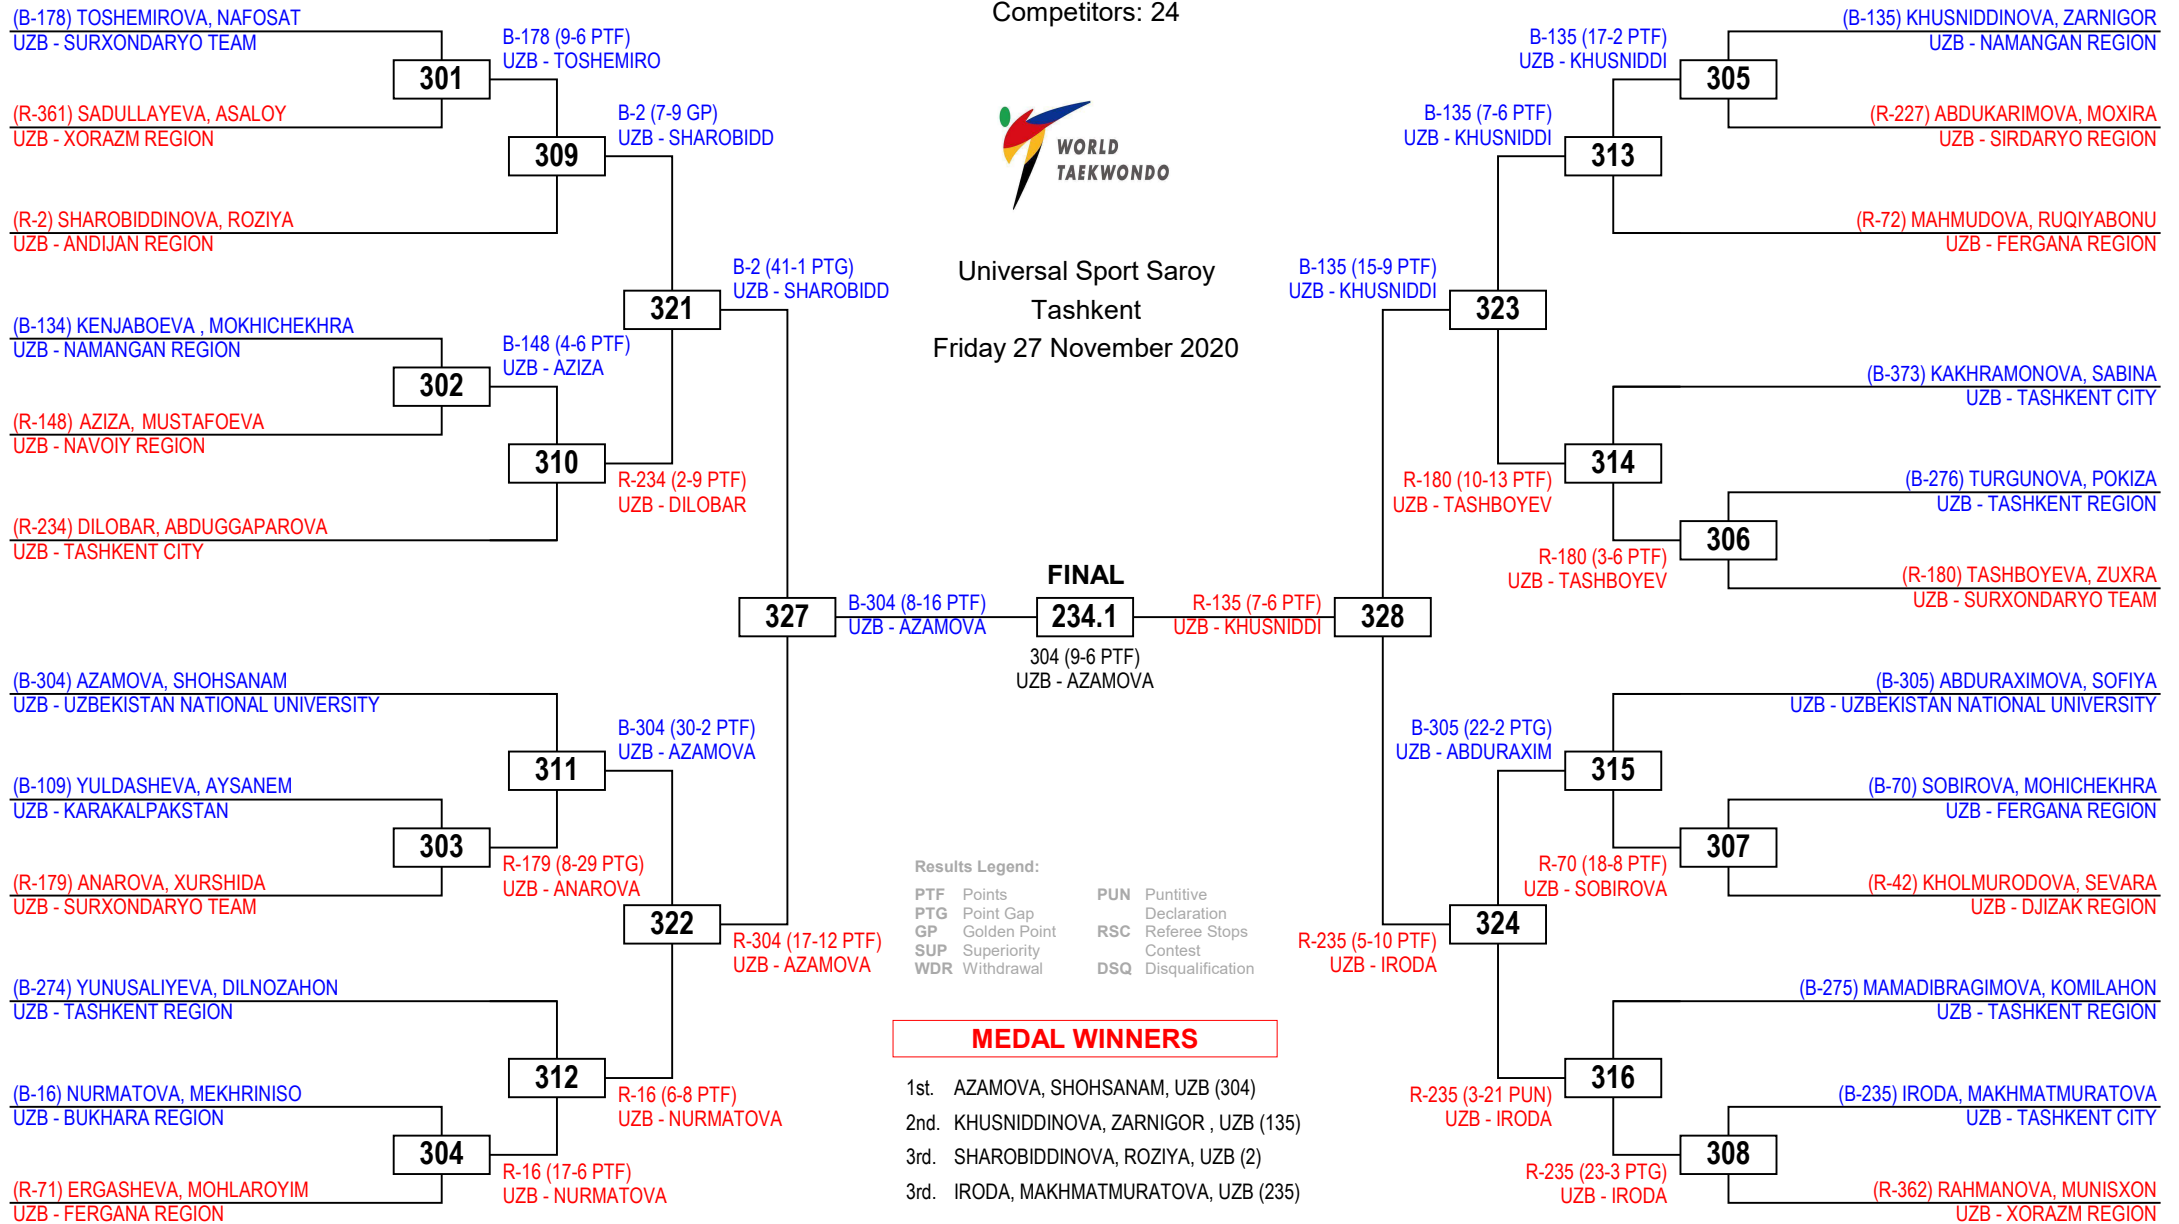 Competitors: 24
(B-178) TOSHEMIROVA, NAFOSAT
UZB - SURXONDARYO TEAM
(R-361) SADULLAYEVA, ASALOY
UZB - XORAZM REGION
(R-2) SHAROBIDDINOVA, ROZIYA
UZB - ANDIJAN REGION
(B-134) KENJABOEVA , MOKHICHEKHRA
UZB - NAMANGAN REGION
(R-148) AZIZA, MUSTAFOEVA
UZB - NAVOIY REGION
(R-234) DILOBAR, ABDUGGAPAROVA
UZB - TASHKENT CITY
(B-304) AZAMOVA, SHOHSANAM
UZB - UZBEKISTAN NATIONAL UNIVERSITY
(B-109) YULDASHEVA, AYSANEM
UZB - KARAKALPAKSTAN
(R-179) ANAROVA, XURSHIDA
UZB - SURXONDARYO TEAM
(B-274) YUNUSALIYEVA, DILNOZAHON
UZB - TASHKENT REGION
(B-16) NURMATOVA, MEKHRINISO
UZB - BUKHARA REGION
(R-71) ERGASHEVA, MOHLAROYIM
UZB - FERGANA REGION
301
302
303
304
B-178 (9-6 PTF)
UZB - TOSHEMIRO
B-148 (4-6 PTF)
UZB - AZIZA
R-179 (8-29 PTG)
UZB - ANAROVA
R-16 (17-6 PTF)
UZB - NURMATOVA
309
310
311
312
B-2 (7-9 GP)
UZB - SHAROBIDD
R-234 (2-9 PTF)
UZB - DILOBAR
B-304 (30-2 PTF)
UZB - AZAMOVA
R-16 (6-8 PTF)
UZB - NURMATOVA
321
322
B-2 (41-1 PTG)
UZB - SHAROBIDD
R-304 (17-12 PTF)
UZB - AZAMOVA
327
B-304 (8-16 PTF)
UZB - AZAMOVA
WORLD
TAEKWONDO
Universal Sport Saroy
Tashkent
Friday 27 November 2020
FINAL
234.1
304 (9-6 PTF)
UZB - AZAMOVA
R-135 (7-6 PTF)
UZB - KHUSNIDDI
328
B-135 (15-9 PTF)
UZB - KHUSNIDDI
R-235 (5-10 PTF)
UZB - IRODA
323
324
B-135 (7-6 PTF)
UZB - KHUSNIDDI
R-180 (10-13 PTF)
UZB - TASHBOYEV
B-305 (22-2 PTG)
UZB - ABDURAXIM
R-235 (3-21 PUN)
UZB - IRODA
313
314
315
316
B-135 (17-2 PTF)
UZB - KHUSNIDDI
R-180 (3-6 PTF)
UZB - TASHBOYEV
R-70 (18-8 PTF)
UZB - SOBIROVA
R-235 (23-3 PTG)
UZB - IRODA
305
306
307
308
(B-135) KHUSNIDDINOVA, ZARNIGOR
UZB - NAMANGAN REGION
(R-227) ABDUKARIMOVA, MOXIRA
UZB - SIRDARYO REGION
(R-72) MAHMUDOVA, RUQIYABONU
UZB - FERGANA REGION
(B-373) KAKHRAMONOVA, SABINA
UZB - TASHKENT CITY
(B-276) TURGUNOVA, POKIZA
UZB - TASHKENT REGION
(R-180) TASHBOYEVA, ZUXRA
UZB - SURXONDARYO TEAM
(B-305) ABDURAXIMOVA, SOFIYA
UZB - UZBEKISTAN NATIONAL UNIVERSITY
(B-70) SOBIROVA, MOHICHEKHRA
UZB - FERGANA REGION
(R-42) KHOLMURODOVA, SEVARA
UZB - DJIZAK REGION
(B-275) MAMADIBRAGIMOVA, KOMILAHON
UZB - TASHKENT REGION
(B-235) IRODA, MAKHMATMURATOVA
UZB - TASHKENT CITY
(R-362) RAHMANOVA, MUNISXON
UZB - XORAZM REGION
Results Legend:
PTF Points
PTG Point Gap
GP Golden Point
SUP Superiority
WDR Withdrawal
PUN Puntitive
Declaration
RSC Referee Stops
Contest
DSQ Disqualification
MEDAL WINNERS
1st. AZAMOVA, SHOHSANAM, UZB (304)
2nd. KHUSNIDDINOVA, ZARNIGOR , UZB (135)
3rd. SHAROBIDDINOVA, ROZIYA, UZB (2)
3rd. IRODA, MAKHMATMURATOVA, UZB (235)